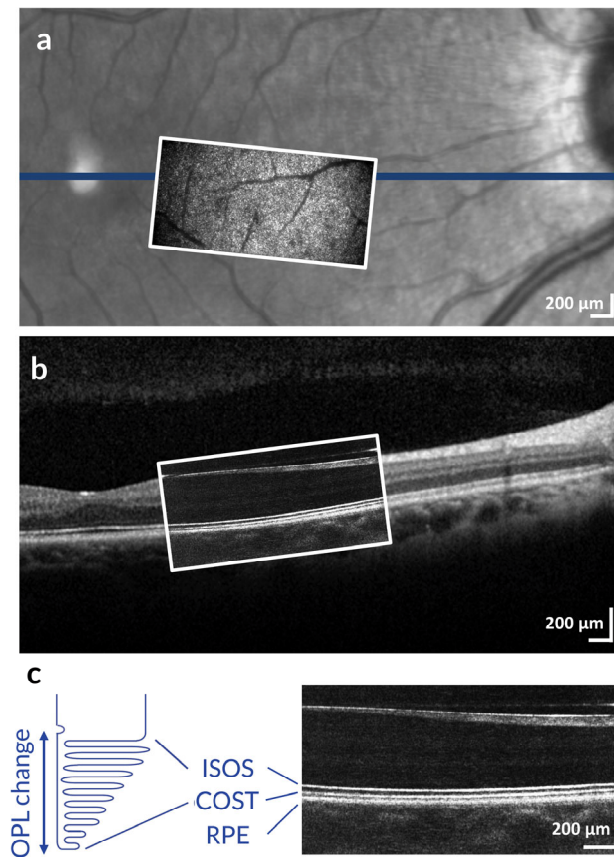 a
200 µm
b
200 µm
c
OPL change
ISOS
COST
RPE
200 µm